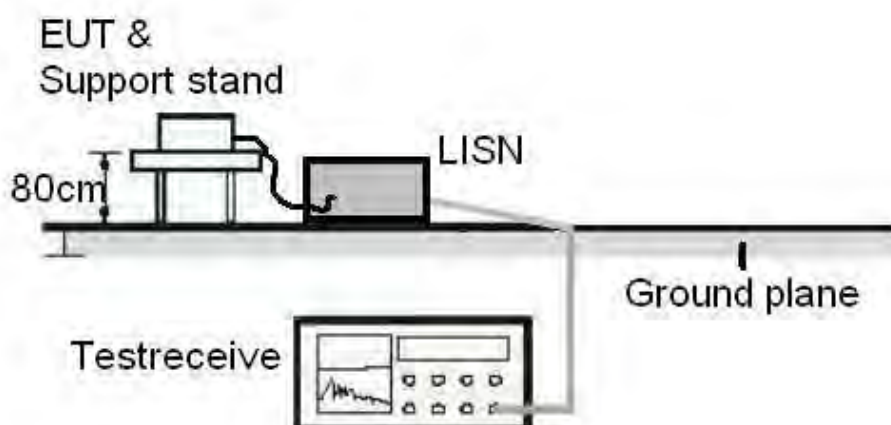 EUT &
Support stand
LISN
80cm
Ground plane
Testreceive